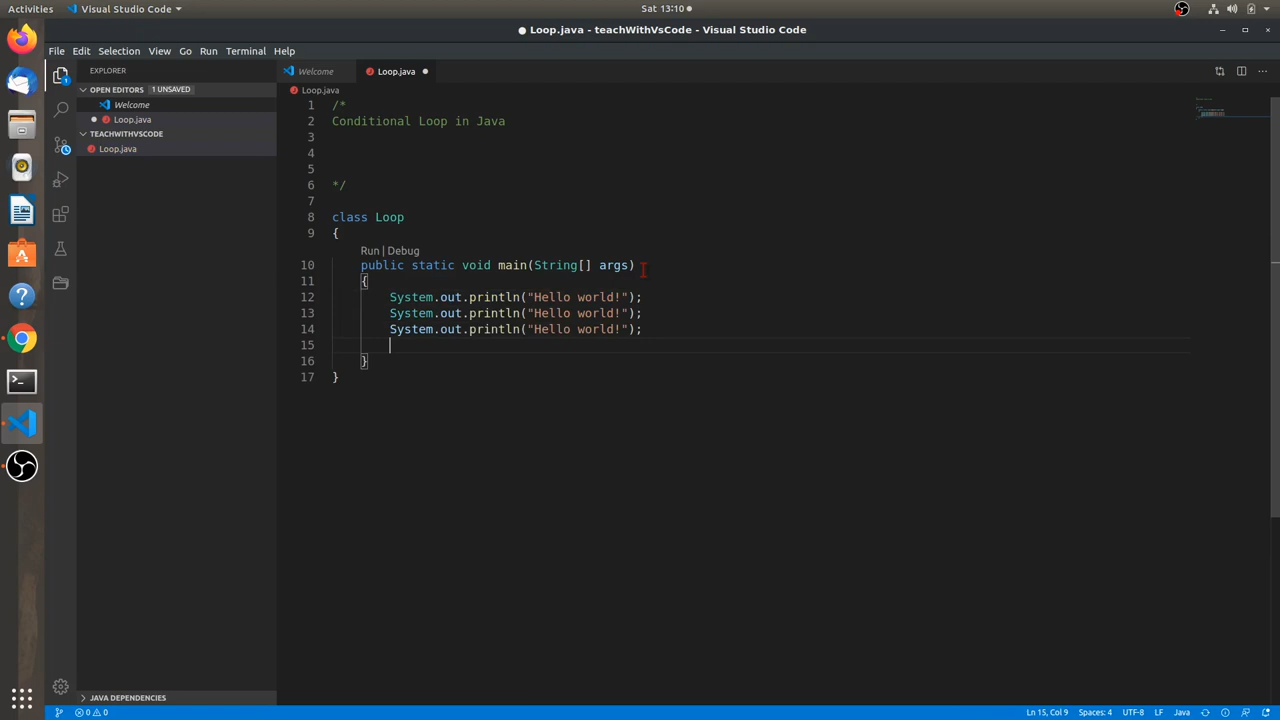 Activities
Visual Studio Code
Sat 13:10
● Loop.java - teachWithVsCode - Visual Studio Code
File Edit Selection View Go Run Terminal Help
EXPLORER
Welcome
Loop.java
OPEN EDITORS 1 UNSAVED
Welcome
Loop.java
TEACHWITHVSCODE
Loop.java
Loop.java
1 /*
2 Conditional Loop in Java
3
4
5
6 */
7
8 class Loop
9 {
Run | Debug
10 public static void main(String[] args)
11 {
12 System.out.println("Hello world!");
13 System.out.println("Hello world!");
14 System.out.println("Hello world!");
15
16 }
17 }
JAVA DEPENDENCIES
0 0
Ln 15, Col 9 Spaces: 4 UTF-8 LF Java